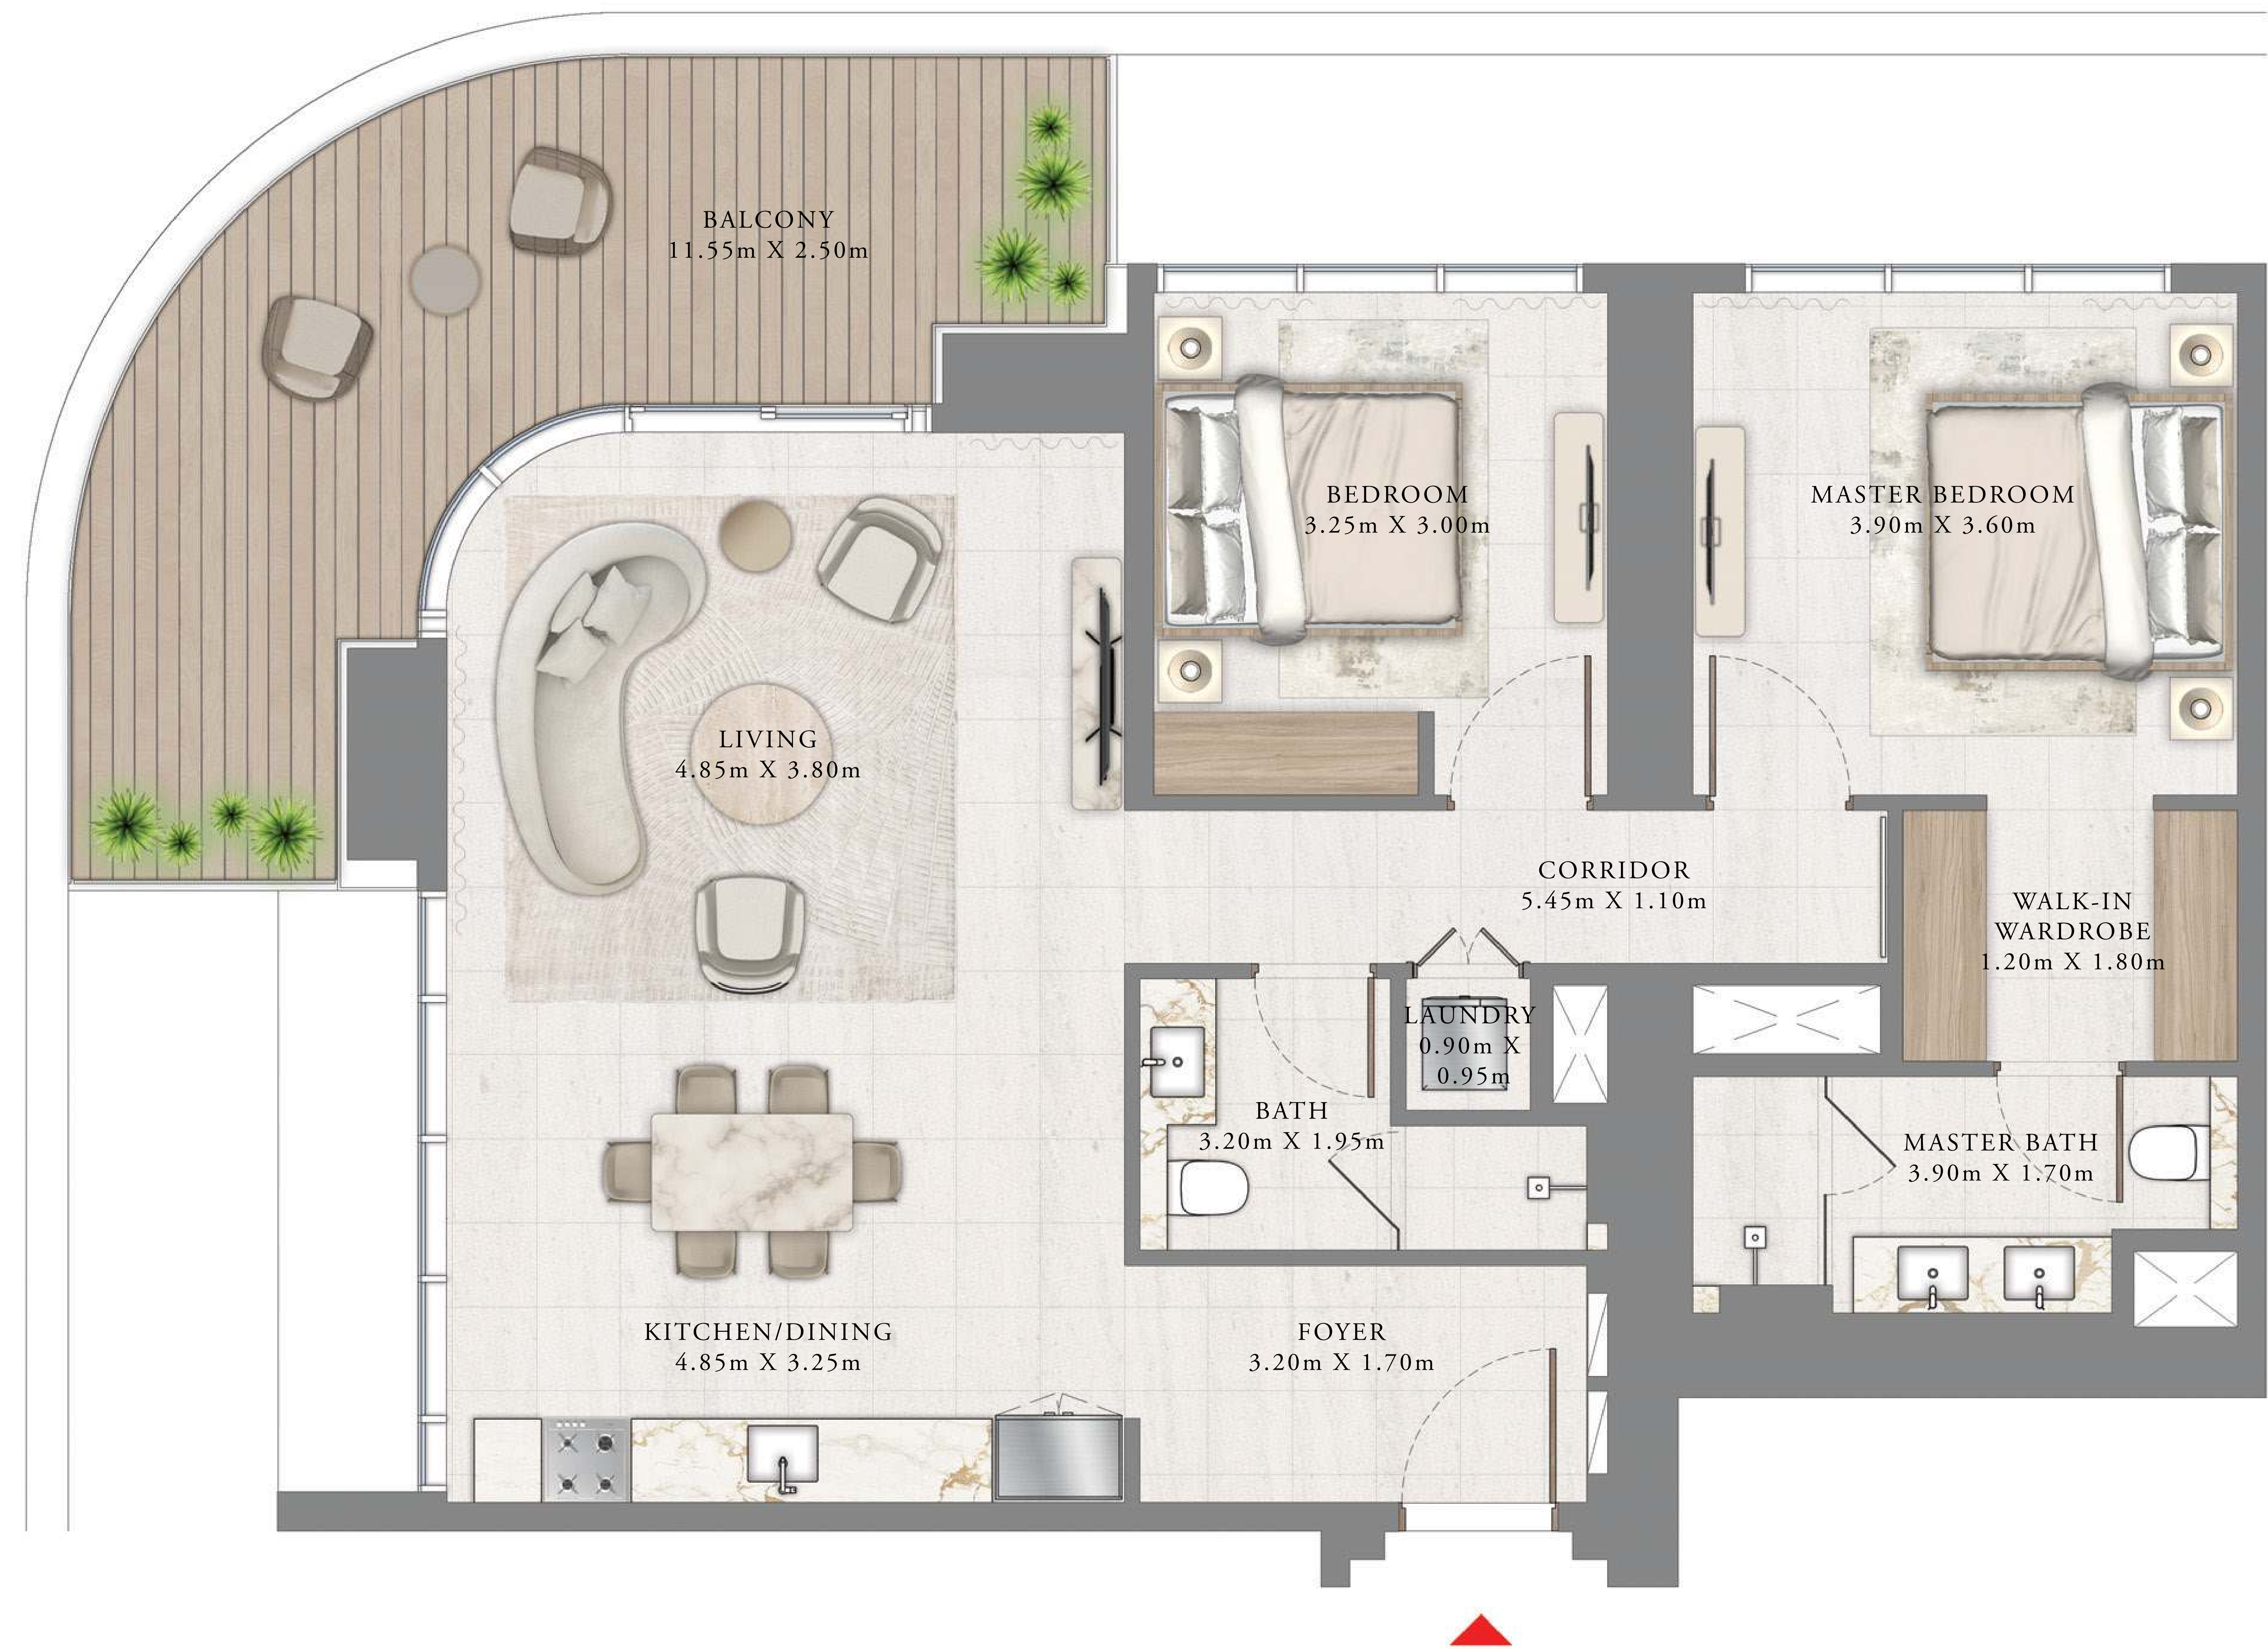 BALCONY
11.55m X 2.50m
BEDROOM
3.25m X 3.00m
MASTER BEDROOM
3.90m X 3.60m
LIVING
4.85m X 3.80m
CORRIDOR
5.45m X 1.10m
WALK-IN
WARDROBE
1.20m X 1.80m
LAUNDRY
0.90m X
0.95m
BATH
3.20m X 1.95m
MASTER BATH
3.90m X 1.70m
KITCHEN/DINING
4.85m X 3.25m
FOYER
3.20m X 1.70m